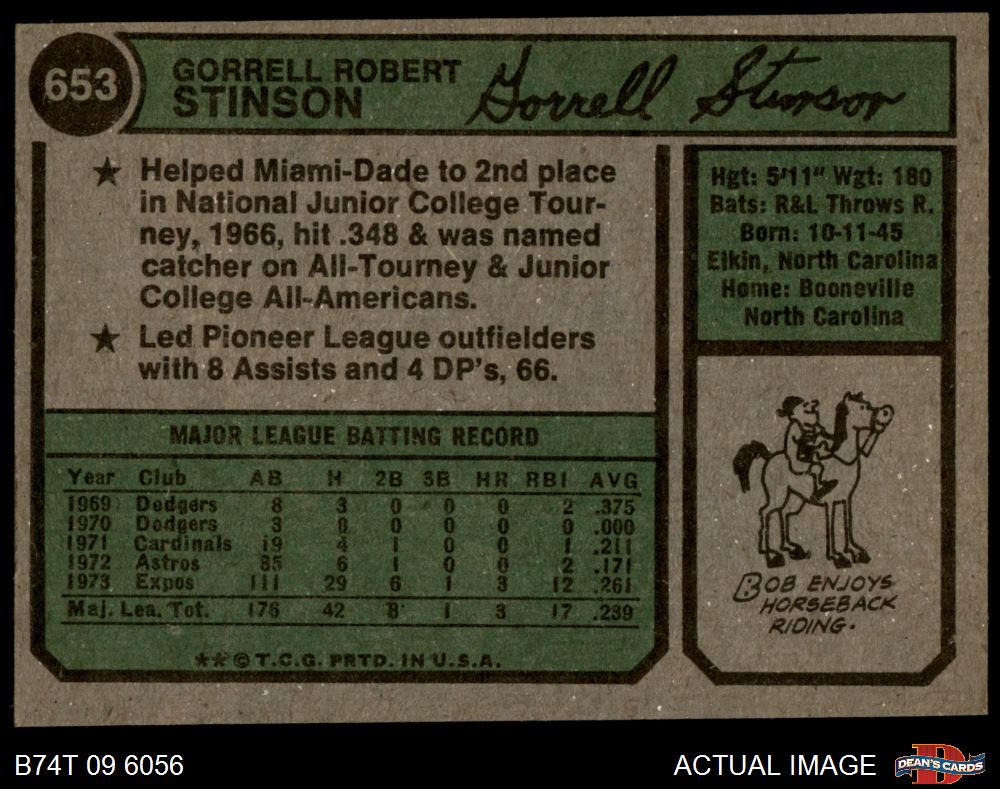 653
GORRELL ROBERT
STINSON
Gorrell Stinson
★ Helped Miami-Dade to 2nd place
in National Junior College Tour-
ney, 1966, hit .348 & was named
catcher on All-Tourney & Junior
College All-Americans.
★ Led Pioneer League outfielders
with 8 Assists and 4 DP's, 66.
Hgt: 5'11" Wgt: 180
Bats: R&L Throws R.
Born: 10-11-45
Elkin, North Carolina
Home: Booneville
North Carolina
MAJOR LEAGUE BATTING RECORD
Year Club AB H 2B 3B HR RBI AVG
1969 Dodgers 8 3 0 0 0 2 .375
1970 Dodgers 3 0 0 0 0 0 .000
1971 Cardinals 19 4 1 0 0 1 .211
1972 Astros 35 6 1 0 0 2 .171
1973 Expos 111 29 6 1 3 12 .261
Maj. Lea. Tot. 176 42 8 1 3 17 .239
★★© T.C.G. PRTD. IN U.S.A.
BOB ENJOYS
HORSEBACK
RIDING.
B74T 09 6056
ACTUAL IMAGE
DEAN'S CARDS